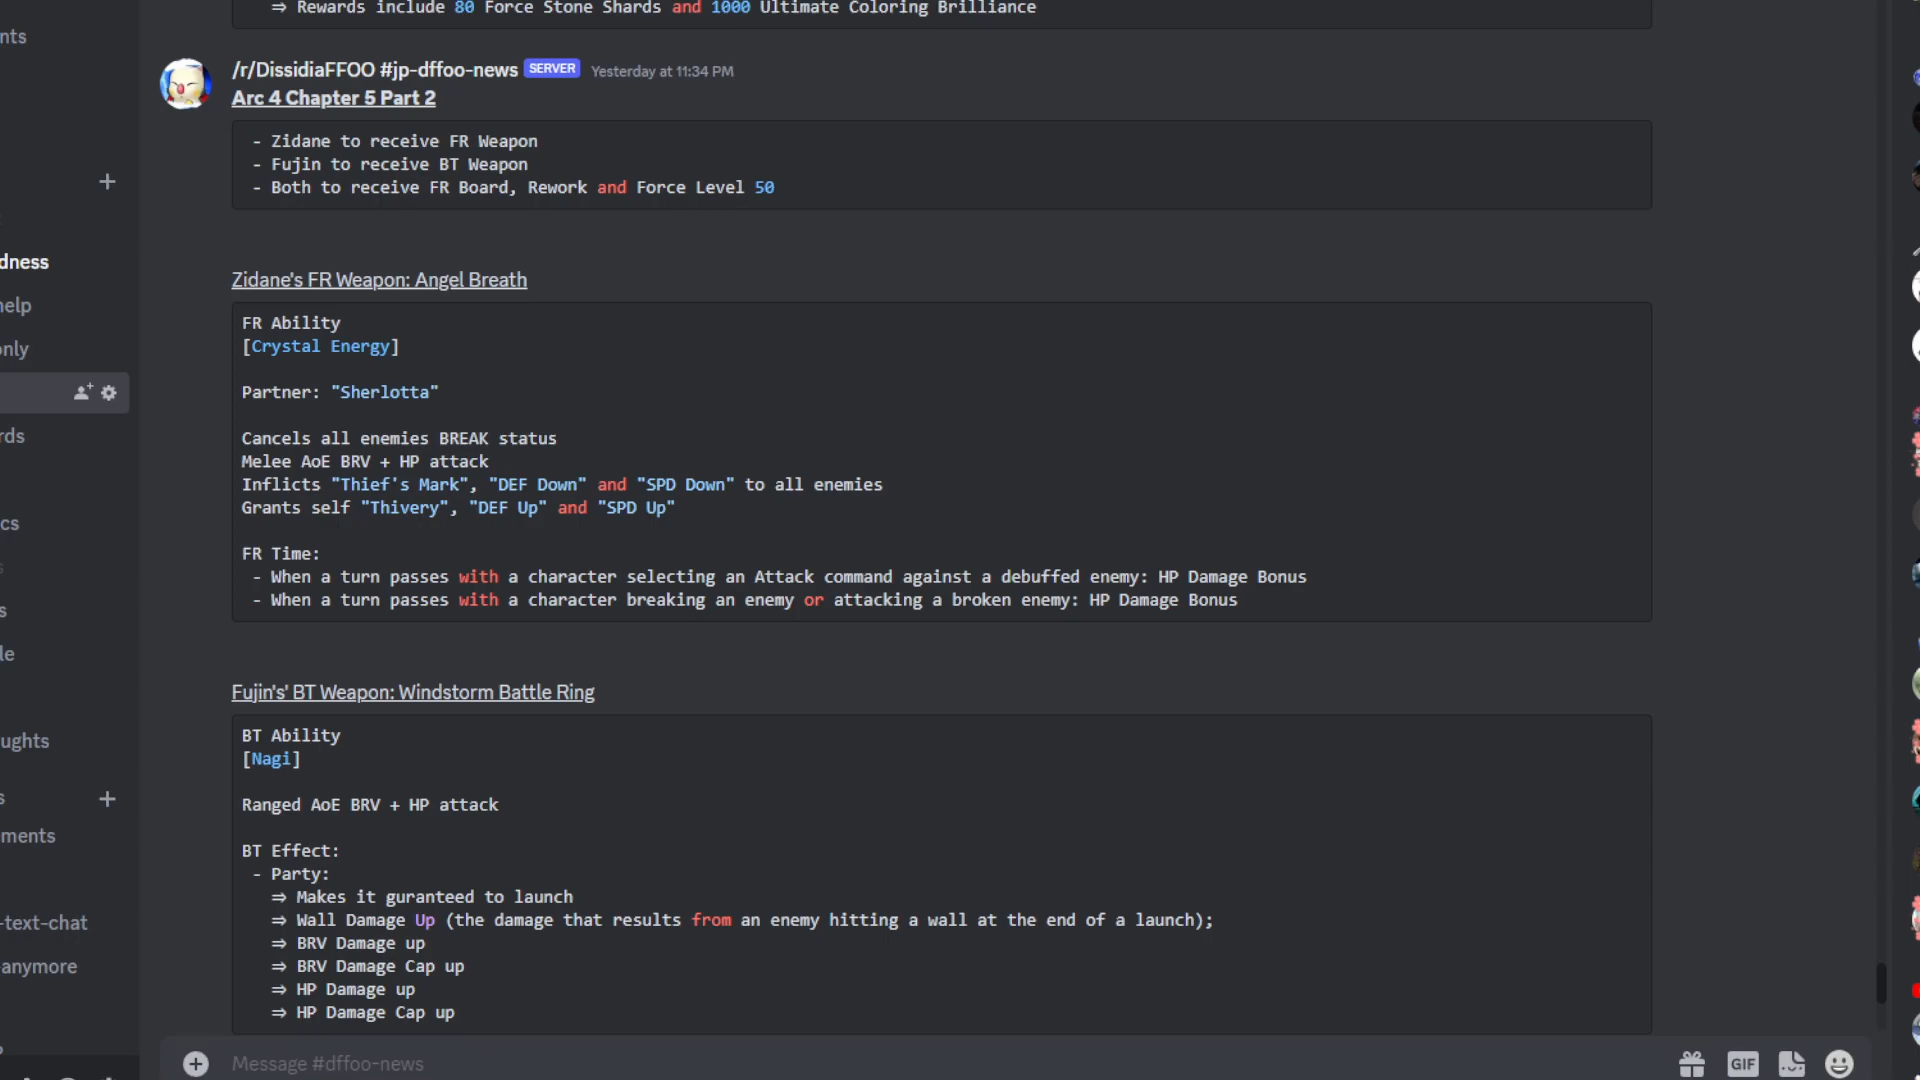 ⇒ Rewards include 80 Force Stone Shards and 1000 Ultimate Coloring Brilliance
nts
/r/DissidiaFFOO #jp-dffoo-news SERVER Yesterday at 11:34 PM
Arc 4 Chapter 5 Part 2
- Zidane to receive FR Weapon
- Fujin to receive BT Weapon
- Both to receive FR Board, Rework and Force Level 50
dness
help
only
rds
cs
s
le
ughts
s
ments
-text-chat
anymore
Zidane's FR Weapon: Angel Breath
FR Ability
[Crystal Energy]
Partner: "Sherlotta"
Cancels all enemies BREAK status
Melee AoE BRV + HP attack
Inflicts "Thief's Mark", "DEF Down" and "SPD Down" to all enemies
Grants self "Thivery", "DEF Up" and "SPD Up"
FR Time:
- When a turn passes with a character selecting an Attack command against a debuffed enemy: HP Damage Bonus
- When a turn passes with a character breaking an enemy or attacking a broken enemy: HP Damage Bonus
Fujin's' BT Weapon: Windstorm Battle Ring
BT Ability
[Nagi]
Ranged AoE BRV + HP attack
BT Effect:
- Party:
⇒ Makes it guranteed to launch
⇒ Wall Damage Up (the damage that results from an enemy hitting a wall at the end of a launch);
⇒ BRV Damage up
⇒ BRV Damage Cap up
⇒ HP Damage up
⇒ HP Damage Cap up
Message #dffoo-news
GIF